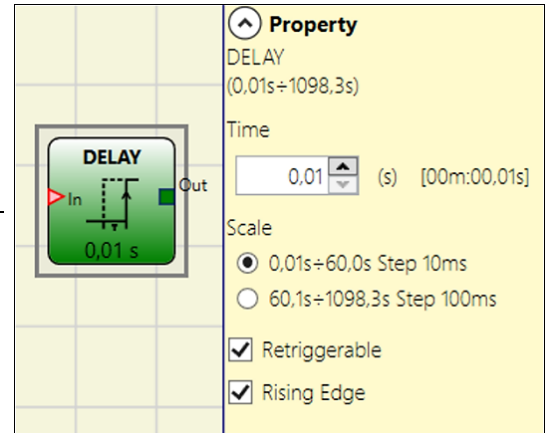 Property
DELAY
(0,01s÷1098,3s)
Time
0,01 (s) [00m:00,01s]
Scale
0,01s÷60,0s Step 10ms
60,1s÷1098,3s Step 100ms
Retriggerable
Rising Edge
DELAY
In
Out
0,01 s